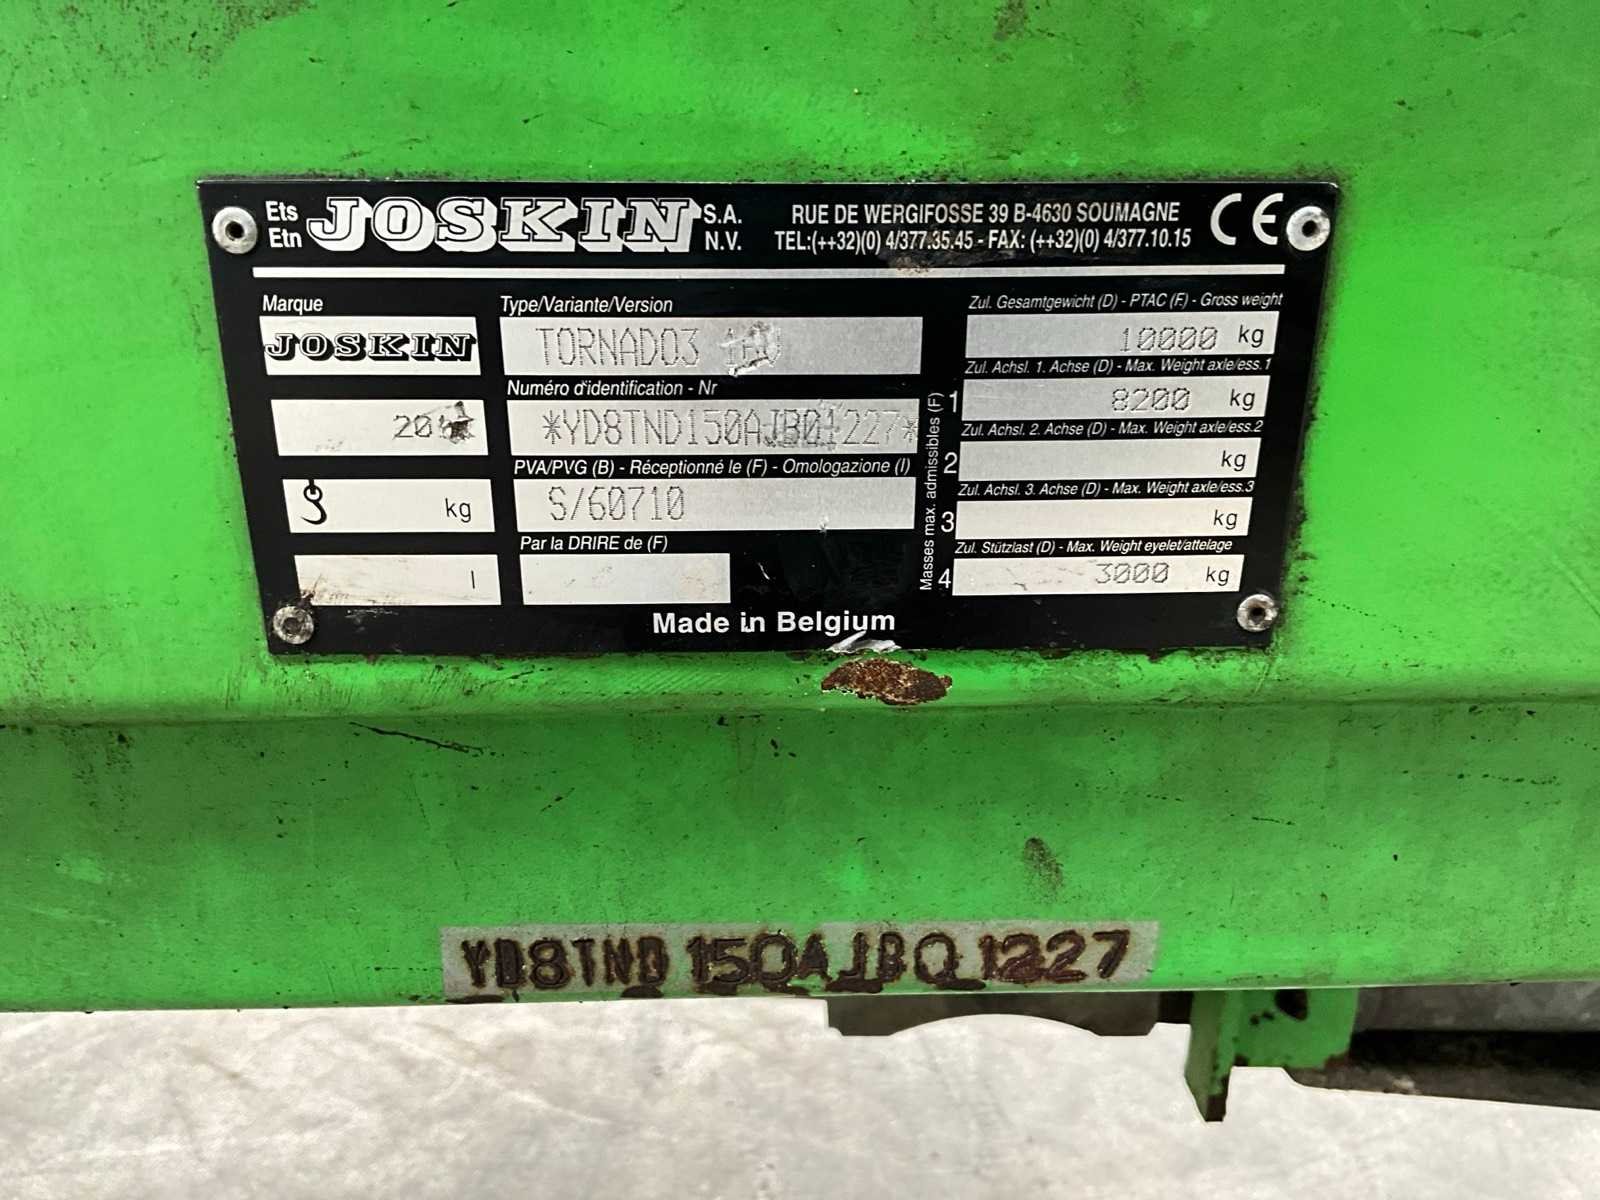 Ets JOSKIN S.A.
Etn N.V.
RUE DE WERGIFOSSE 39 B-4630 SOUMAGNE
TEL:(++32)(0) 4/377.35.45 - FAX: (++32)(0) 4/377.10.15
CE
Marque
JOSKIN
kg
l
Type/Variante/Version
TORNADO3
Numéro d'identification - Nr
*YD8TND150AJB01227*
PVA/PVG (B) - Réceptionné le (F) - Omologazione (I)
S/60710
Par la DRIRE de (F)
Made in Belgium
Masses max. admissibles (F)
Zul. Gesamtgewicht (D) - PTAC (F) - Gross weight
10000 kg
Zul. Achsl. 1. Achse (D) - Max. Weight axle/ess.1
1 8200 kg
Zul. Achsl. 2. Achse (D) - Max. Weight axle/ess.2
2 kg
Zul. Achsl. 3. Achse (D) - Max. Weight axle/ess.3
3 kg
Zul. Stützlast (D) - Max. Weight eyelet/attelage
4 3000 kg
YD8TND150AJB01227